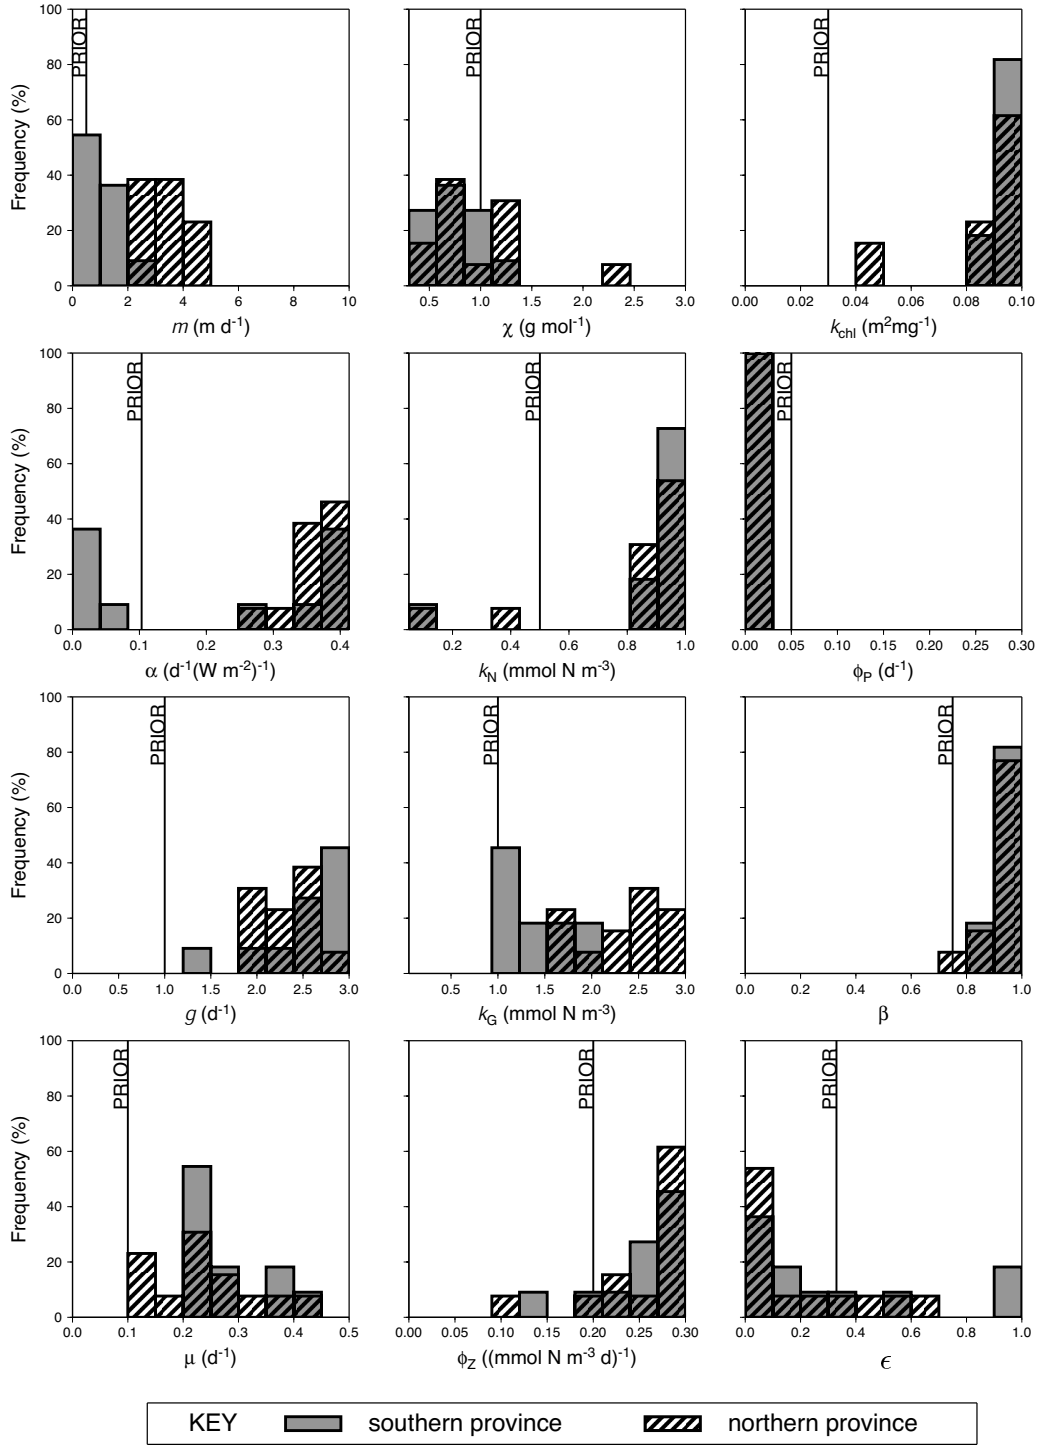 100
80
60
40
20
0
Frequency (%)
PRIOR
0 2 4 6 8 10
m (m d-1)
PRIOR
0.5 1.0 1.5 2.0 2.5 3.0
χ (g mol-1)
PRIOR
0.00 0.02 0.04 0.06 0.08 0.10
kchl (m2mg-1)
100
80
60
40
20
0
Frequency (%)
PRIOR
0.0 0.1 0.2 0.3 0.4
α (d-1(W m-2)-1)
PRIOR
0.2 0.4 0.6 0.8 1.0
kN (mmol N m-3)
PRIOR
0.00 0.05 0.10 0.15 0.20 0.25 0.30
ϕP (d-1)
100
80
60
40
20
0
Frequency (%)
PRIOR
0.0 0.5 1.0 1.5 2.0 2.5 3.0
g (d-1)
PRIOR
0.5 1.0 1.5 2.0 2.5 3.0
kG (mmol N m-3)
PRIOR
0.0 0.2 0.4 0.6 0.8 1.0
β
100
80
60
40
20
0
Frequency (%)
PRIOR
0.0 0.1 0.2 0.3 0.4 0.5
μ (d-1)
PRIOR
0.00 0.05 0.10 0.15 0.20 0.25 0.30
ϕZ ((mmol N m-3 d)-1)
PRIOR
0.0 0.2 0.4 0.6 0.8 1.0
ϵ
KEY southern province northern province